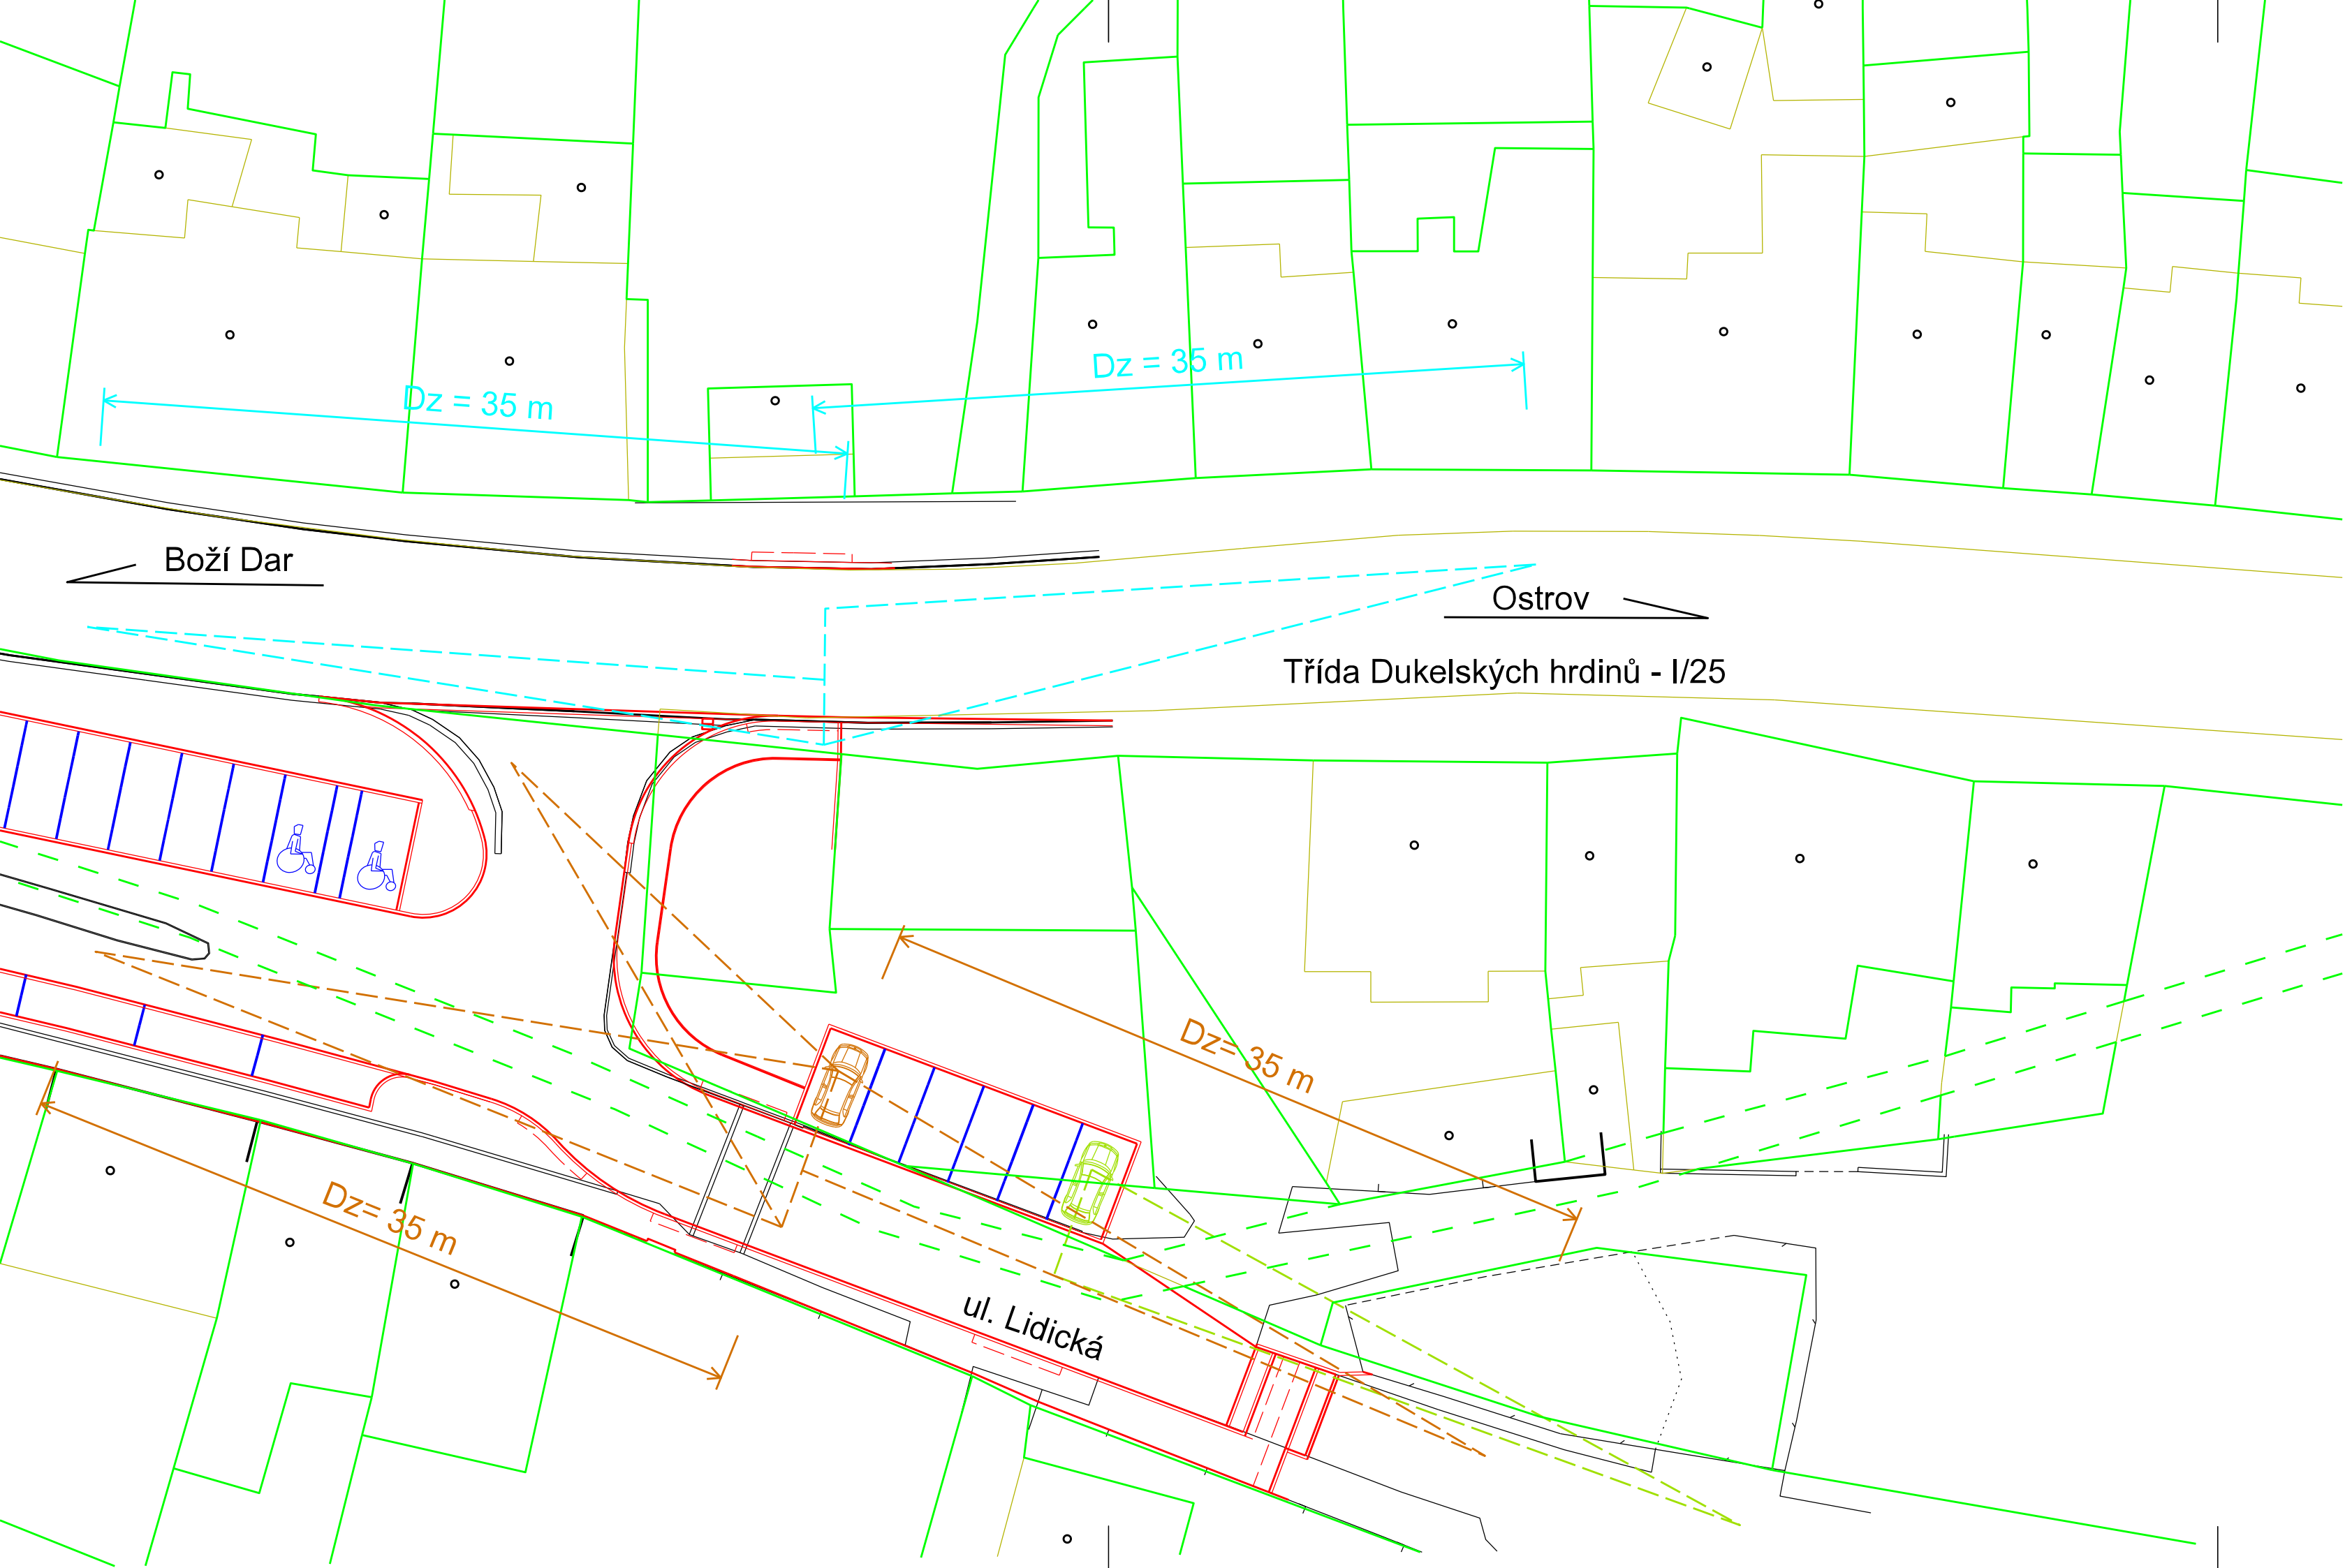 Dz = 35 m
Dz = 35 m
Boží Dar
Ostrov
Třída Dukelských hrdinů - I/25
Dz= 35 m
Dz= 35 m
ul. Lidická